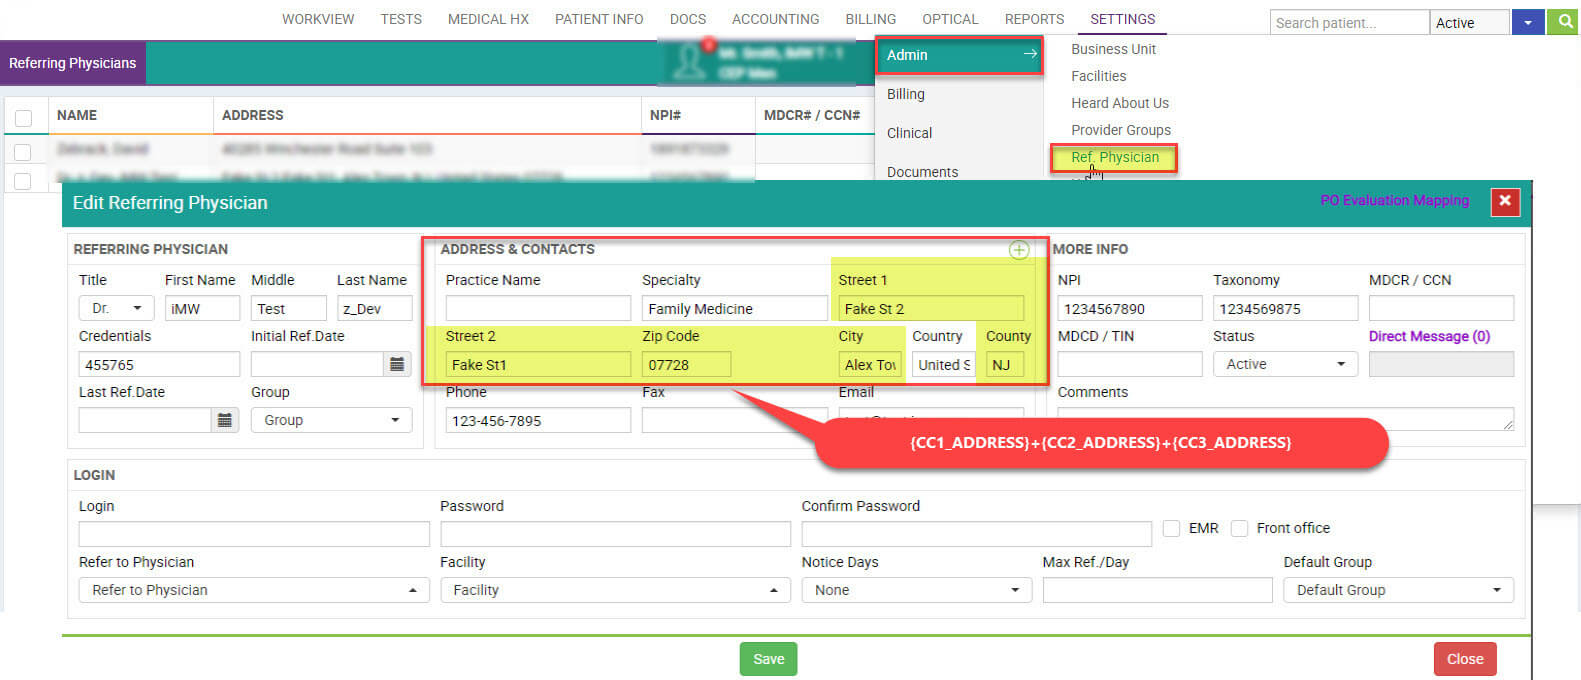 WORKVIEW TESTS MEDICAL HX PATIENT INFO DOCS ACCOUNTING BILLING OPTICAL REPORTS SETTINGS Search patient... Active
Referring Physicians
Admin →
Billing
Clinical
Documents
Business Unit
Facilities
Heard About Us
Provider Groups
Ref. Physician
NAME ADDRESS NPI# MDCR# / CCN#
Edit Referring Physician PO Evaluation Mapping
REFERRING PHYSICIAN
Title First Name Middle Last Name
Dr. iMW Test z_Dev
Credentials Initial Ref.Date
455765
Last Ref.Date Group
Group
ADDRESS & CONTACTS
Practice Name Specialty Street 1
Family Medicine Fake St 2
Street 2 Zip Code City Country County
Fake St1 07728 Alex Tov United S NJ
Phone Fax Email
123-456-7895
{CC1_ADDRESS}+{CC2_ADDRESS}+{CC3_ADDRESS}
MORE INFO
NPI Taxonomy MDCR / CCN
1234567890 1234569875
MDCD / TIN Status Direct Message (0)
Active
Comments
LOGIN
Login Password Confirm Password
EMR Front office
Refer to Physician Facility Notice Days Max Ref./Day Default Group
Refer to Physician Facility None Default Group
Save Close